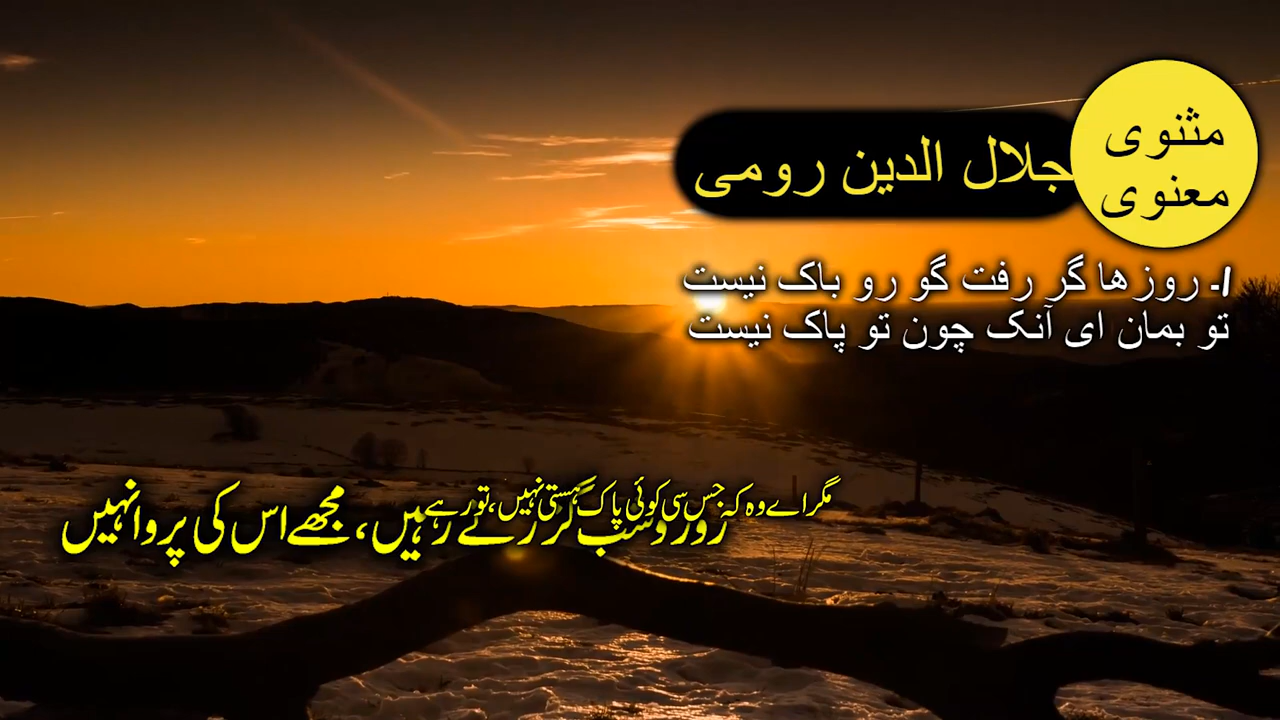 مثنوی
معنوی
جلال الدین رومی
۱- روز ها گر رفت گو رو باک نیست
تو بمان ای آنک چون تو پاک نیست
مگر اے وہ کہ جس سی کوئی پاک ہستی نہیں، تو رہے
روز و شب گزرتے رہیں، مجھے اس کی پروا نہیں